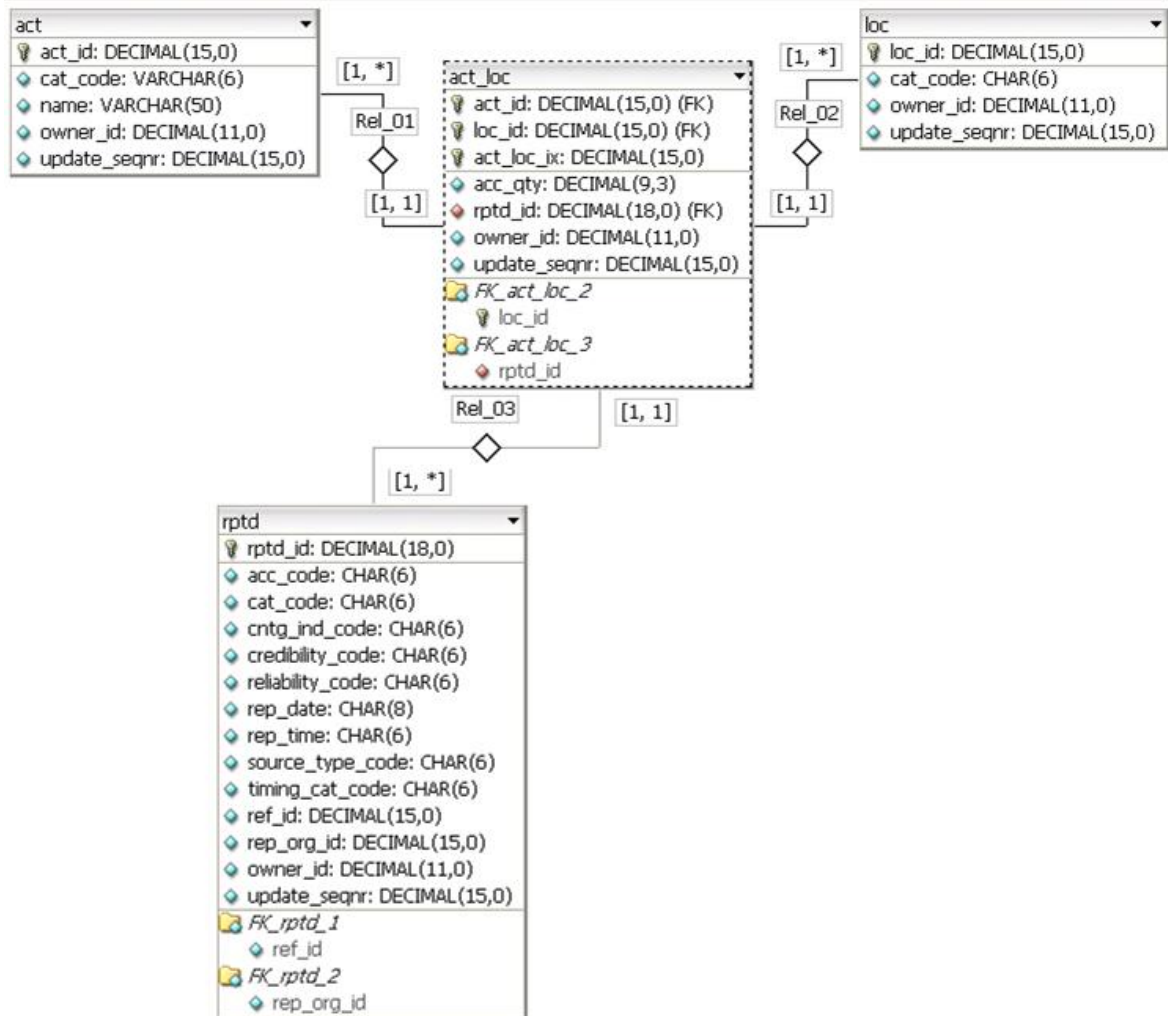 act
act_id: DECIMAL(15,0)
cat_code: VARCHAR(6)
name: VARCHAR(50)
owner_id: DECIMAL(11,0)
update_seqnr: DECIMAL(15,0)
[1, *]
Rel_01
[1, 1]
act_loc
act_id: DECIMAL(15,0) (FK)
loc_id: DECIMAL(15,0) (FK)
act_loc_ix: DECIMAL(15,0)
acc_qty: DECIMAL(9,3)
rptd_id: DECIMAL(18,0) (FK)
owner_id: DECIMAL(11,0)
update_seqnr: DECIMAL(15,0)
FK_act_loc_2
loc_id
FK_act_loc_3
rptd_id
[1, *]
Rel_02
[1, 1]
loc
loc_id: DECIMAL(15,0)
cat_code: CHAR(6)
owner_id: DECIMAL(11,0)
update_seqnr: DECIMAL(15,0)
Rel_03
[1, 1]
[1, *]
rptd
rptd_id: DECIMAL(18,0)
acc_code: CHAR(6)
cat_code: CHAR(6)
cntg_ind_code: CHAR(6)
credibility_code: CHAR(6)
reliability_code: CHAR(6)
rep_date: CHAR(8)
rep_time: CHAR(6)
source_type_code: CHAR(6)
timing_cat_code: CHAR(6)
ref_id: DECIMAL(15,0)
rep_org_id: DECIMAL(15,0)
owner_id: DECIMAL(11,0)
update_seqnr: DECIMAL(15,0)
FK_rptd_1
ref_id
FK_rptd_2
rep_org_id